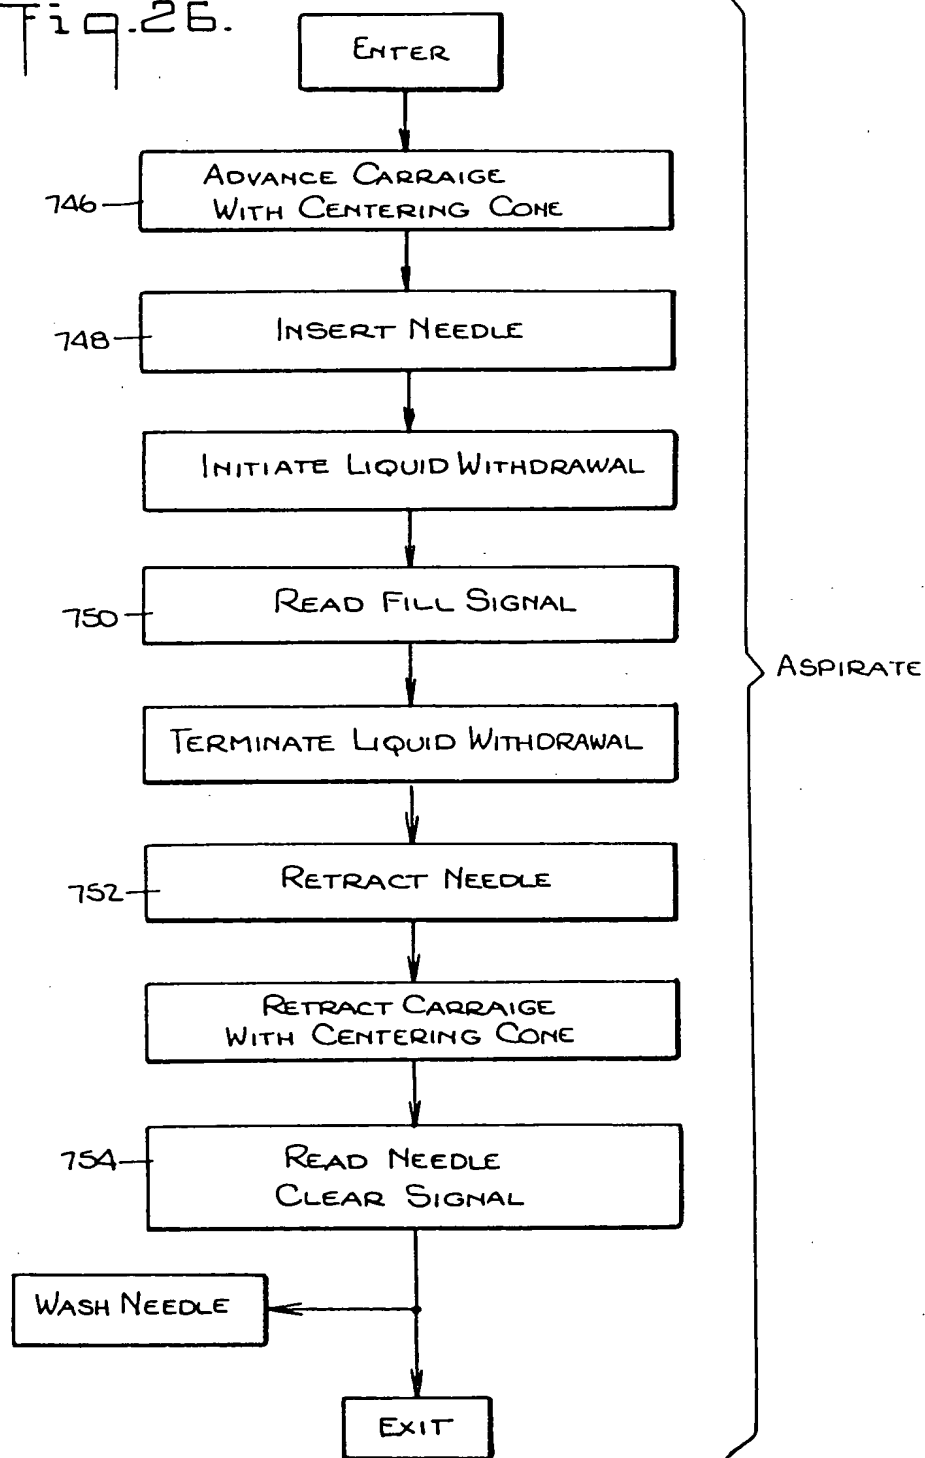 Fig.26.
ENTER
ADVANCE CARRAIGE
WITH CENTERING CONE
746
INSERT NEEDLE
748
INITIATE LIQUID WITHDRAWAL
READ FILL SIGNAL
750
ASPIRATE
TERMINATE LIQUID WITHDRAWAL
RETRACT NEEDLE
752
RETRACT CARRAIGE
WITH CENTERING CONE
READ NEEDLE
CLEAR SIGNAL
754
WASH NEEDLE
EXIT